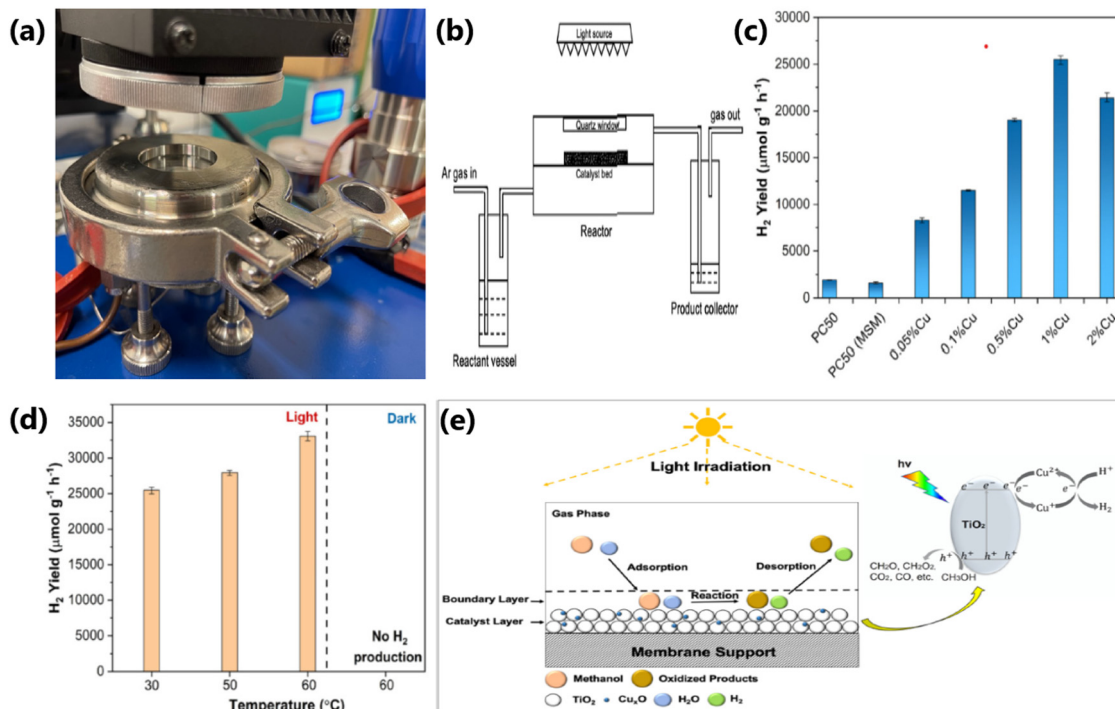 (a)
(b)
Light source
Quartz window
Catalyst bed
Reactor
Ar gas in
gas out
Reactant vessel
Product collector
(c)
H₂ Yield (μmol g⁻¹ h⁻¹)
30000
25000
20000
15000
10000
5000
0
PC50
PC50 (MSM)
0.05%Cu
0.1%Cu
0.5%Cu
1%Cu
2%Cu
(d)
H₂ Yield (μmol g⁻¹ h⁻¹)
35000
30000
25000
20000
15000
10000
5000
0
Light
Dark
No H₂
production
30
50
60
60
Temperature (°C)
(e)
Light Irradiation
Gas Phase
Adsorption
Desorption
Boundary Layer
Reaction
Catalyst Layer
Membrane Support
Methanol
Oxidized Products
TiO₂
CuₓO
H₂O
H₂
hv
e⁻ e⁻ e⁻
e⁻
Cu²⁺
Cu⁺
e⁻
H⁺
H₂
TiO₂
h⁺
h⁺ h⁺ h⁺
CH₂O, CH₂O₂,
CO₂, CO, etc.
CH₃OH